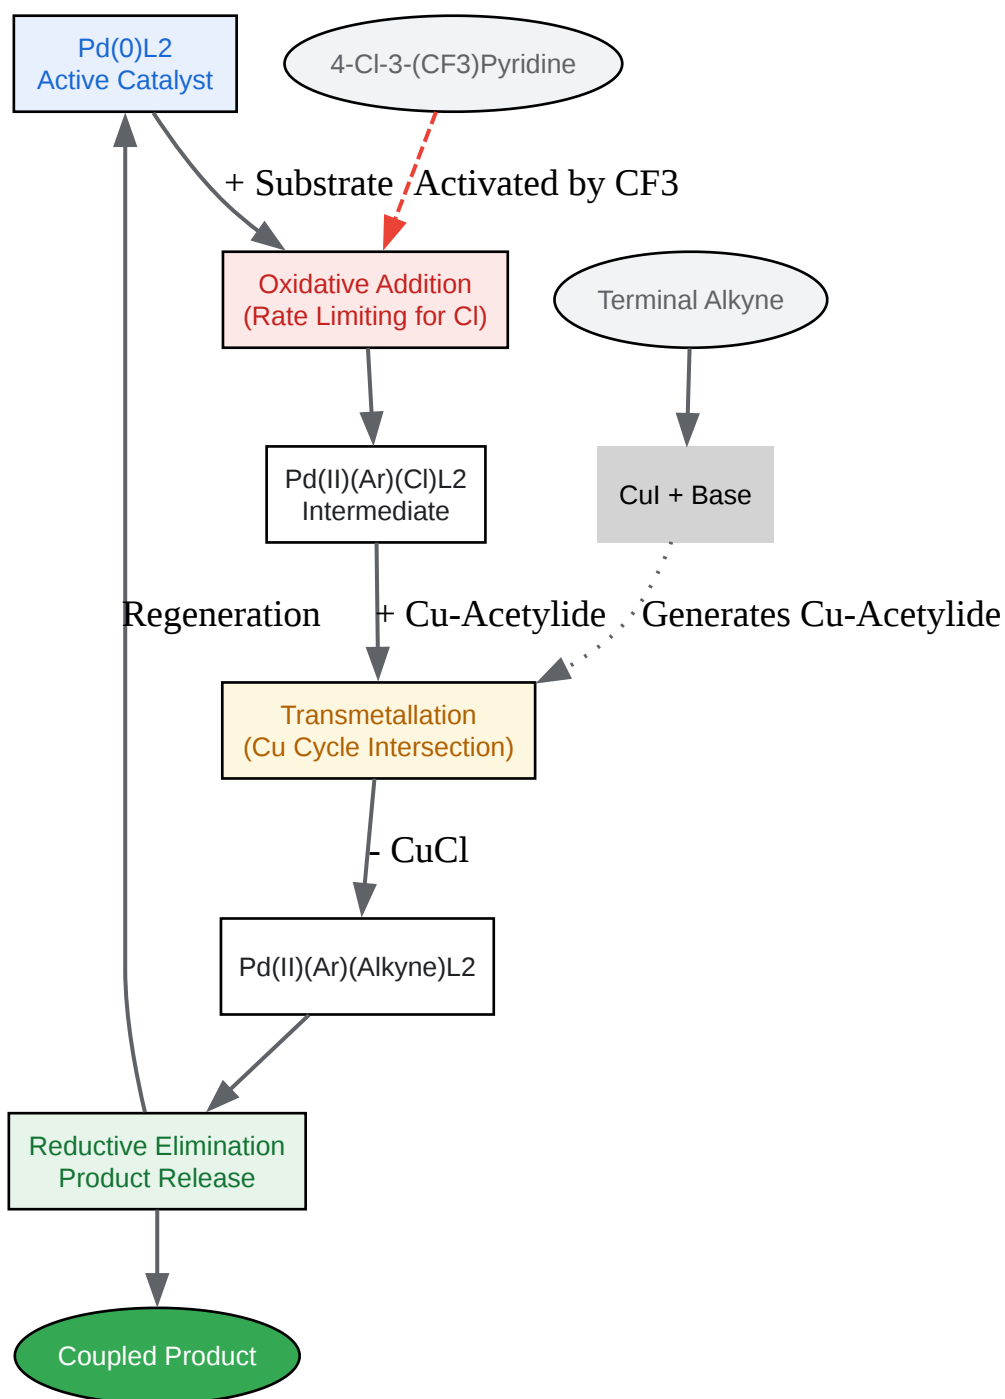 Pd(0)L2
Active Catalyst
4-Cl-3-(CF3)Pyridine
+ Substrate
Activated by CF3
Oxidative Addition
(Rate Limiting for Cl)
Terminal Alkyne
Pd(II)(Ar)(Cl)L2
Intermediate
CuI + Base
Regeneration
+ Cu-Acetylide
Generates Cu-Acetylide
Transmetallation
(Cu Cycle Intersection)
- CuCl
Pd(II)(Ar)(Alkyne)L2
Reductive Elimination
Product Release
Coupled Product